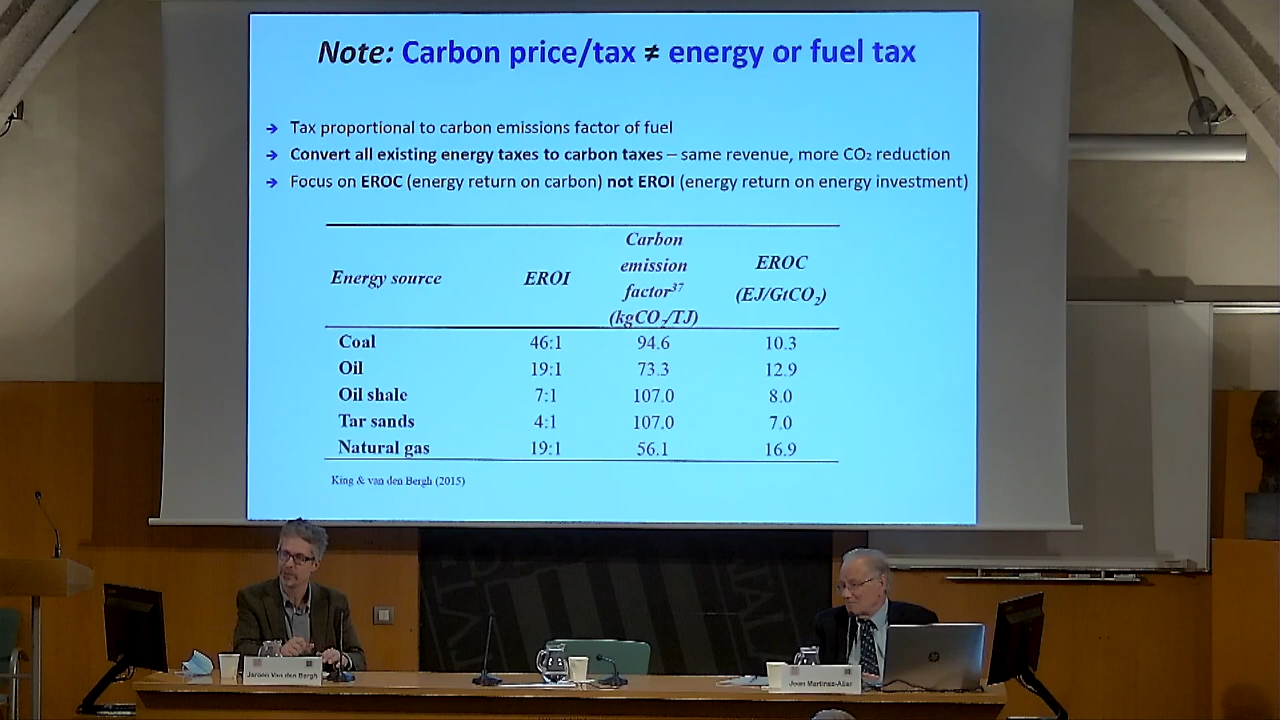 Note: Carbon price/tax ≠ energy or fuel tax
→ Tax proportional to carbon emissions factor of fuel
→ Convert all existing energy taxes to carbon taxes – same revenue, more CO₂ reduction
→ Focus on EROC (energy return on carbon) not EROI (energy return on energy investment)
Energy source EROI Carbon emission factor³⁷ (kgCO₂/TJ) EROC (EJ/GtCO₂)
Coal 46:1 94.6 10.3
Oil 19:1 73.3 12.9
Oil shale 7:1 107.0 8.0
Tar sands 4:1 107.0 7.0
Natural gas 19:1 56.1 16.9
King & van den Bergh (2015)
Jeroen Van den Bergh
Joan Martinez-Alier
hp